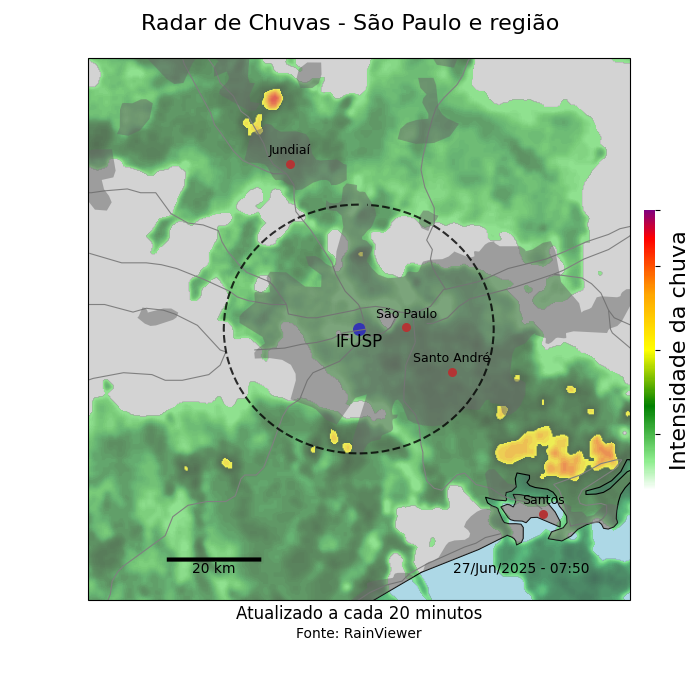 Radar de Chuvas - São Paulo e região
Jundiaí
São Paulo
IFUSP
Santo André
Intensidade da chuva
Santos
20 km
27/Jun/2025 - 07:50
Atualizado a cada 20 minutos
Fonte: RainViewer